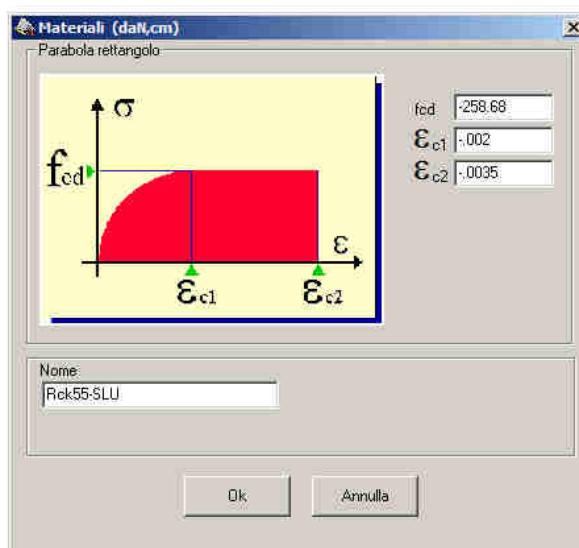 Materiali (daN,cm)
Parabola rettangolo
σ
fcd
ε
εc1
εc2
fcd -258.68
εc1 -.002
εc2 -.0035
Nome
Rck55-SLU
Ok
Annulla